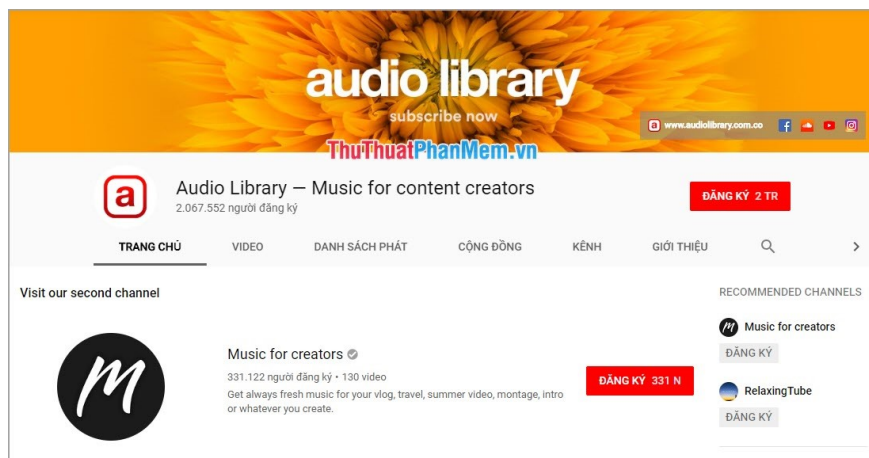 audio library
subscribe now
a www.audiolibrary.com.co
ThuThuatPhanMem.vn
a
Audio Library — Music for content creators
2.067.552 người đăng ký
ĐĂNG KÝ 2 TR
TRANG CHỦ VIDEO DANH SÁCH PHÁT CỘNG ĐỒNG KÊNH GIỚI THIỆU
Visit our second channel
RECOMMENDED CHANNELS
M
Music for creators
331.122 người đăng ký • 130 video
Get always fresh music for your vlog, travel, summer video, montage, intro
or whatever you create.
ĐĂNG KÝ 331 N
M Music for creators
ĐĂNG KÝ
RelaxingTube
ĐĂNG KÝ